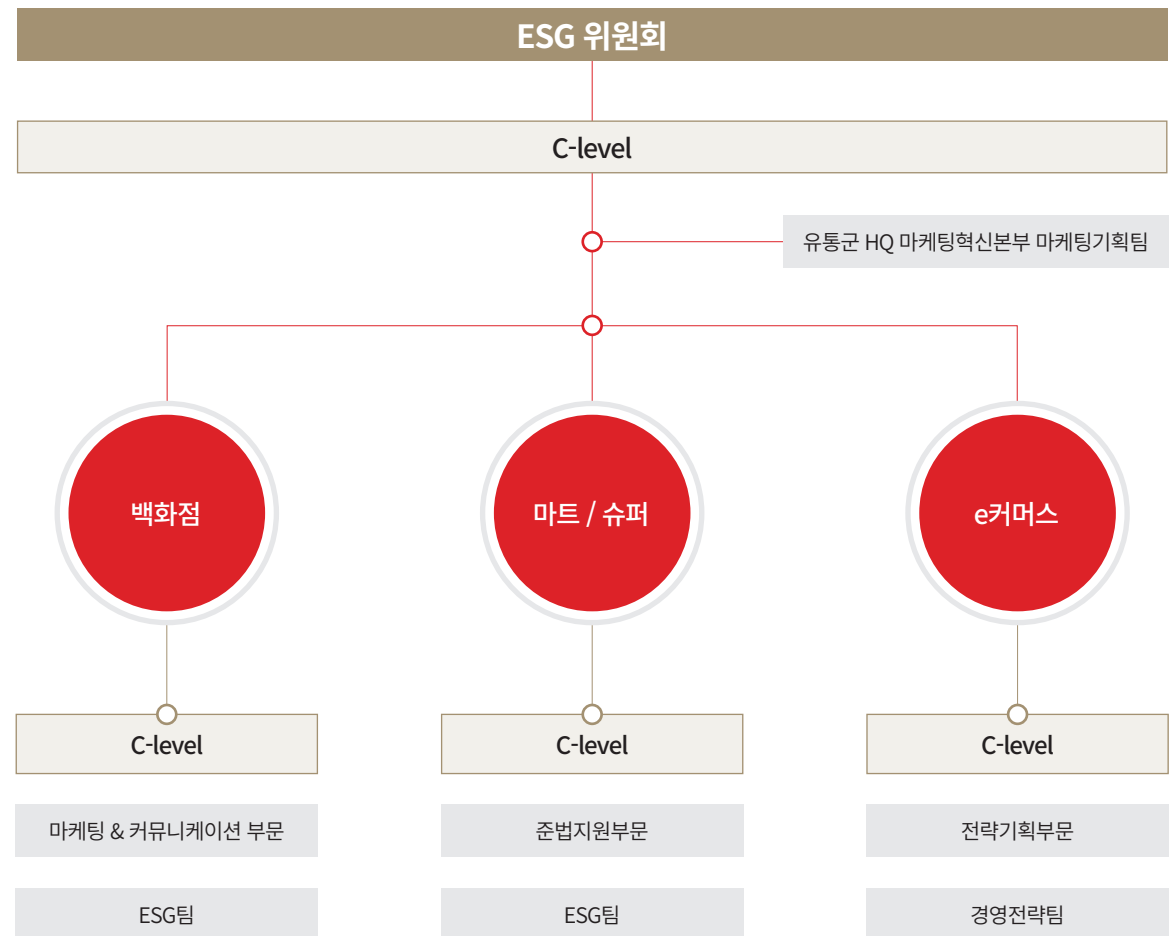 ESG 위원회
C-level
유통군 HQ 마케팅혁신본부 마케팅기획팀
백화점
마트 / 슈퍼
e커머스
C-level
C-level
C-level
마케팅 & 커뮤니케이션 부문
준법지원부문
전략기획부문
ESG팀
ESG팀
경영전략팀